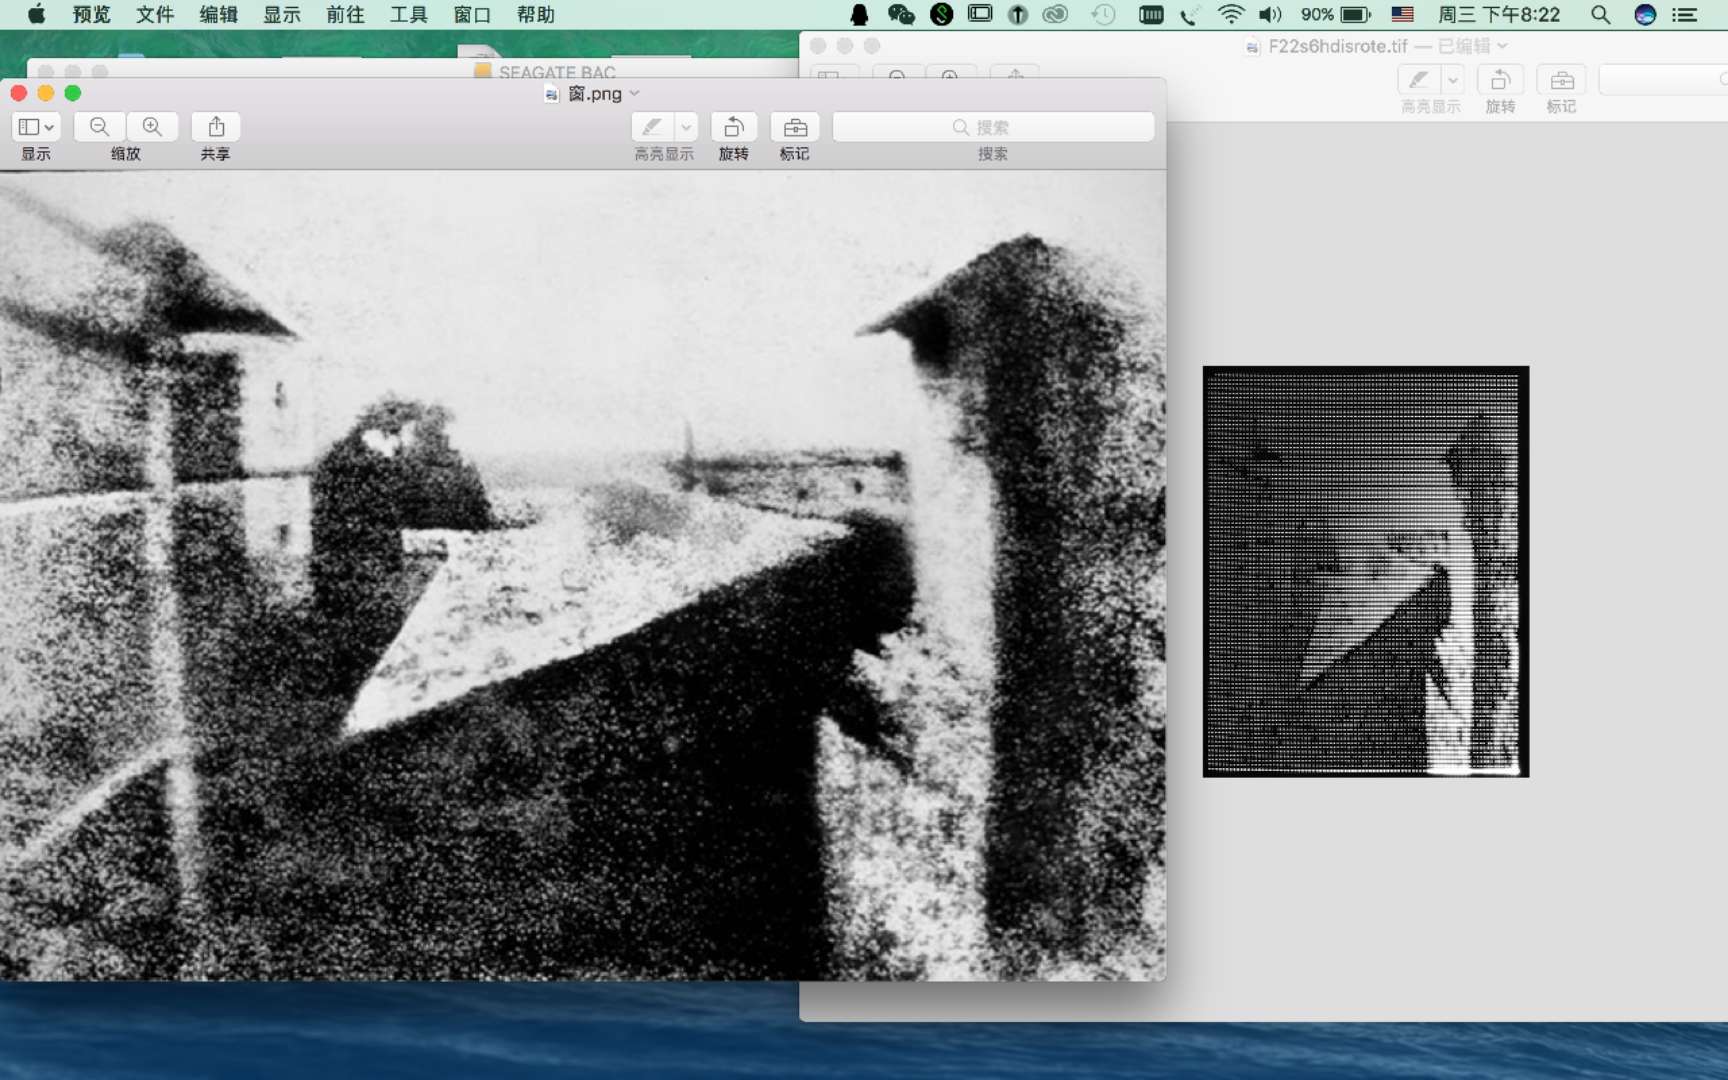 预览 文件 编辑 显示 前往 工具 窗口 帮助 90% 周三 下午8:22
F22s6hdisrote.tif — 已编辑
SEAGATE BAC
高亮显示 旋转 标记
窗.png
搜索
显示 缩放 共享 高亮显示 旋转 标记 搜索